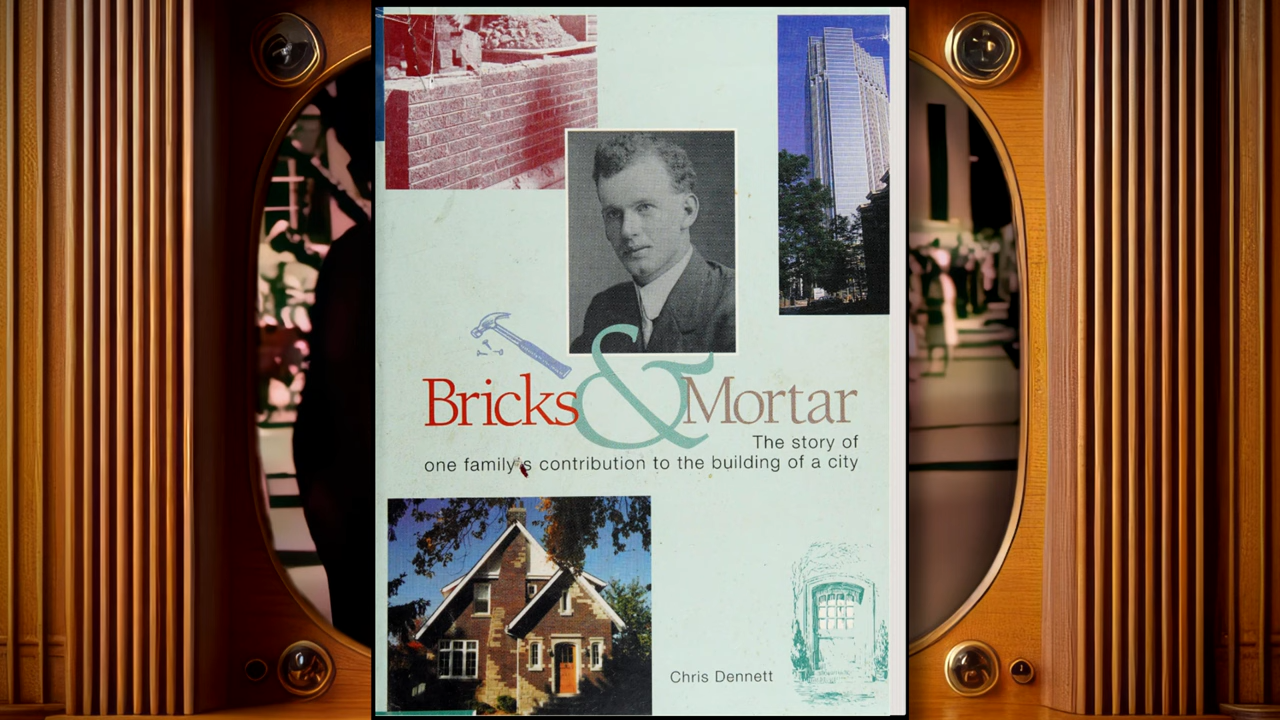 Bricks & Mortar
The story of
one family's contribution to the building of a city
Chris Dennett